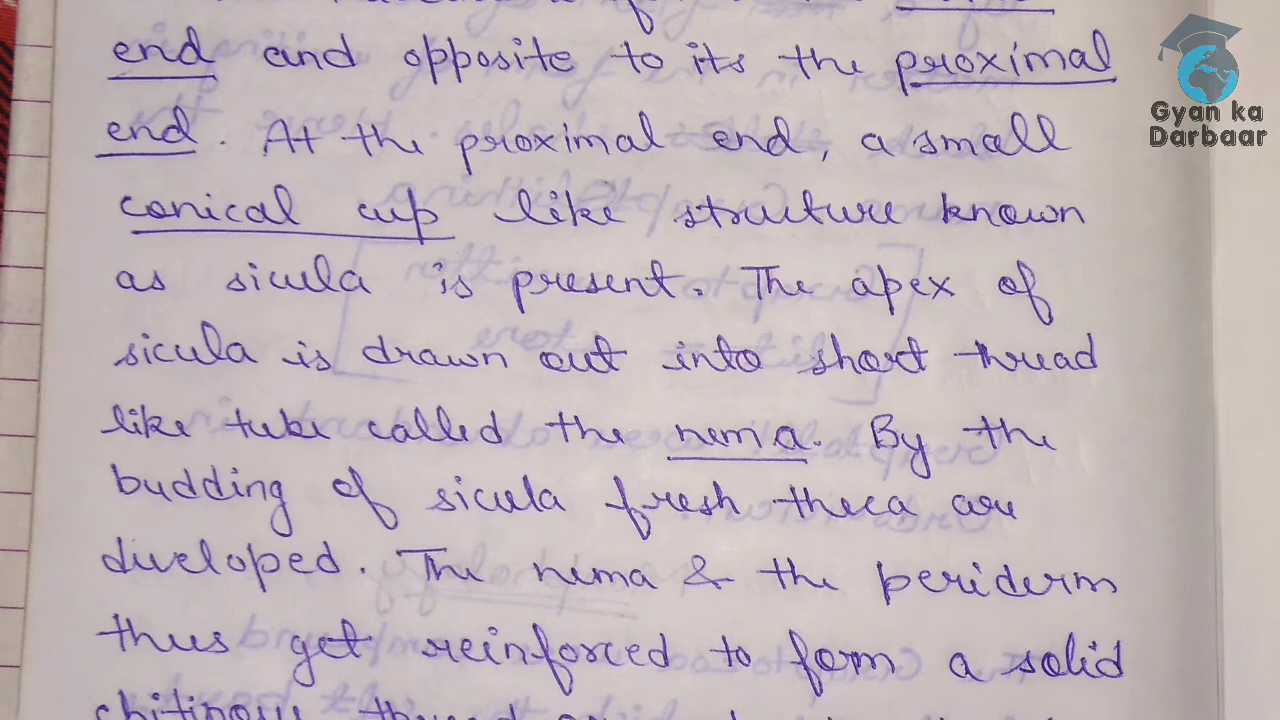 end and opposite to its the proximal
end. At the proximal end, a small
conical cup like structure known
as sicula is present. The apex of
sicula is drawn out into short thread
like tube called the nema. By the
budding of sicula fresh theca are
diveloped. The nema & the periderm
thus get reinforced to form a solid
chitinous thread
Gyan ka
Darbaar